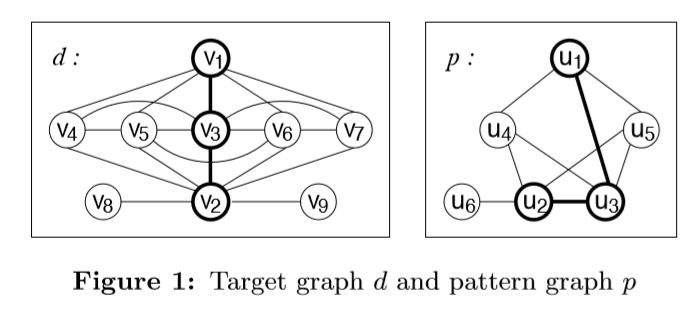 d :
v1
v4 v5 v3 v6 v7
v8 v2 v9
p :
u1
u4 u5
u6 u2 u3
Figure 1: Target graph d and pattern graph p